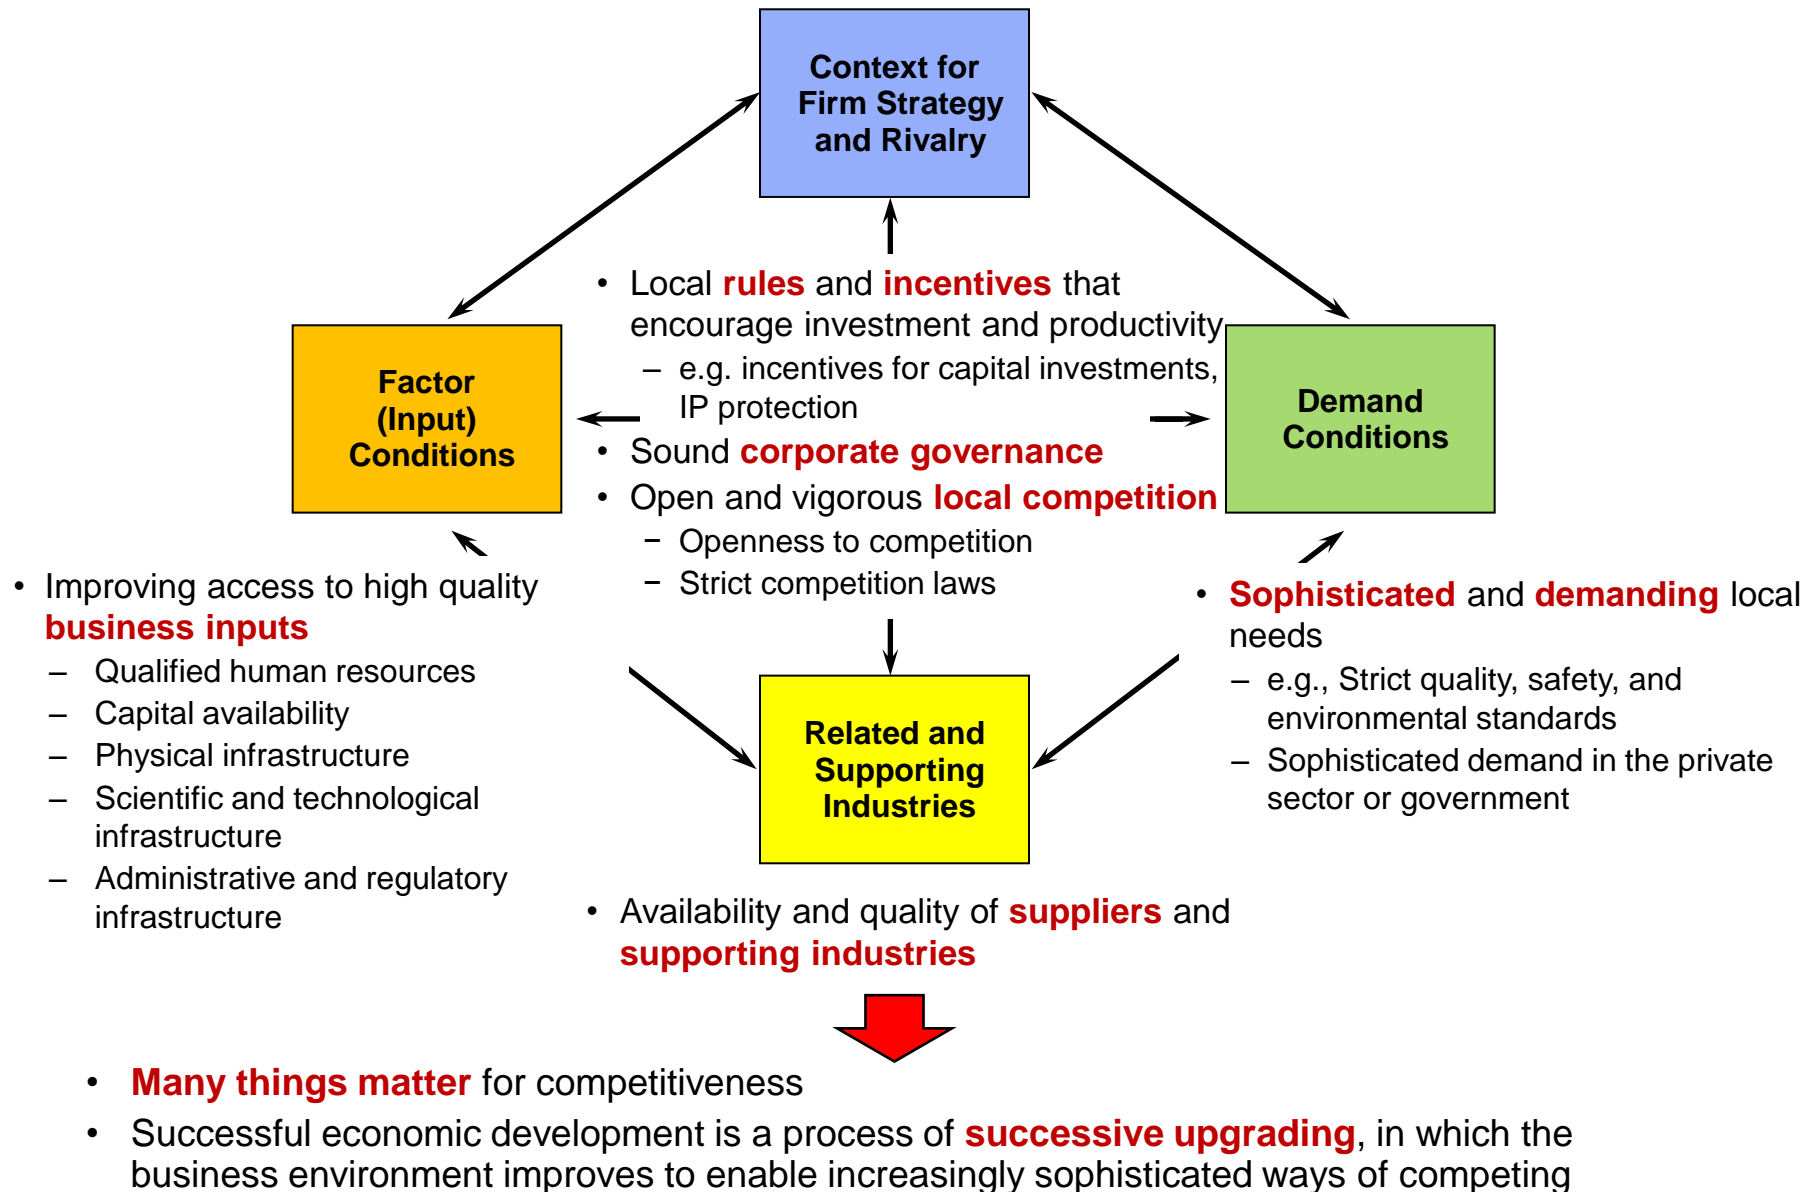 Context for
Firm Strategy
and Rivalry
• Local rules and incentives that
encourage investment and productivity
– e.g. incentives for capital investments,
IP protection
• Sound corporate governance
• Open and vigorous local competition
− Openness to competition
− Strict competition laws
Factor
(Input)
Conditions
Demand
Conditions
• Improving access to high quality
business inputs
– Qualified human resources
– Capital availability
– Physical infrastructure
– Scientific and technological
infrastructure
– Administrative and regulatory
infrastructure
• Sophisticated and demanding local
needs
– e.g., Strict quality, safety, and
environmental standards
– Sophisticated demand in the private
sector or government
Related and
Supporting
Industries
• Availability and quality of suppliers and
supporting industries
• Many things matter for competitiveness
• Successful economic development is a process of successive upgrading, in which the
business environment improves to enable increasingly sophisticated ways of competing